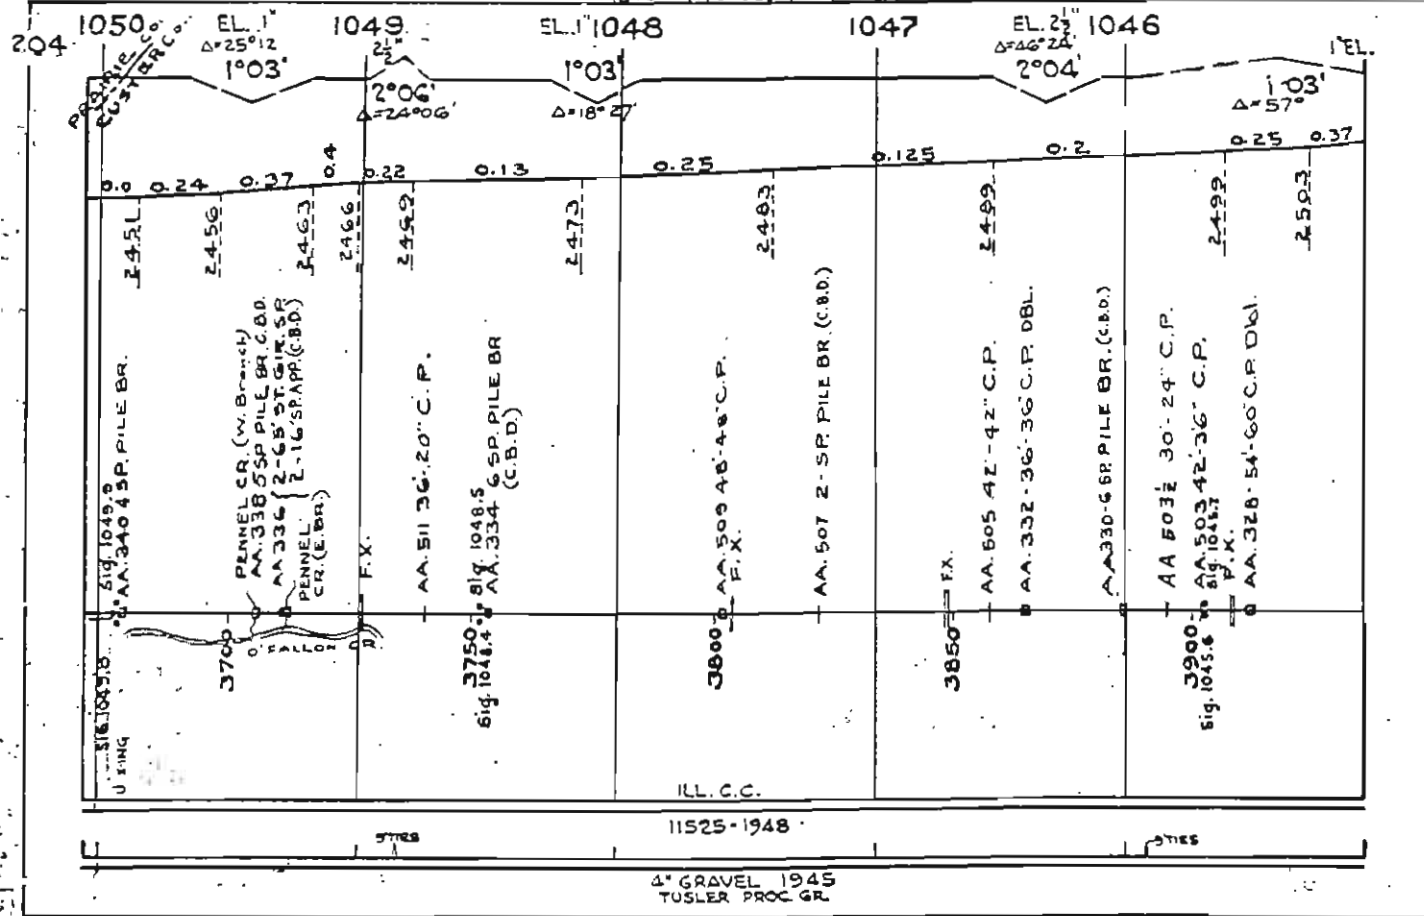 1050 EL. 1" 1049 EL. 1" 1048 1047 EL. 2½" 1046
204
PRAIRIE CO.
CUSTER CO.
Δ=25°12
1°03'
2½"
2°06'
Δ=24°06'
1°03'
Δ=18°27'
Δ=46°24'
2°04'
1"EL.
1°03'
Δ=57°
0.0 0.24 0.37 0.4 0.22 0.13 0.25 0.125 0.2 0.25 0.37
2451
2456
2463
2466
2469
2473
2483
2489
2499
2503
Sig. 1049.9
AA.340 4 SP. PILE BR.
PENNEL CR. (W. Branch)
AA.338 5 SP PILE BR. C.B.D.
AA 336 { 2-65' ST. GIR. SP.
2-16' SP. APP. (C.B.D.)
PENNEL
CR. (E. BR.)
F.X.
AA. 511 36'-20" C.P.
Sig. 1048.5
AA.334 6 SP. PILE BR
(C.B.D.)
AA. 509 48'-48" C.P.
F.X.
AA. 507 2-SP. PILE BR. (C.B.D.)
F.X.
AA. 505 42'-42" C.P.
AA. 332-36'-36" C.P. DBL.
AA330-6 SP. PILE BR. (C.B.D.)
AA 503½ 30'-24" C.P.
AA. 503 42'-36" C.P.
Sig. 1045.7
F.X.
AA. 328-54'-60" C.P. Dbl.
O'FALLON CR.
3700
3750
3800
3850
3900
SIG. 1049.8
U XING
Sig. 1048.4
Sig. 1045.6
ILL. C.C.
11525-1948
TIES
TIES
4" GRAVEL 1945
TUSLER PROC. GR.